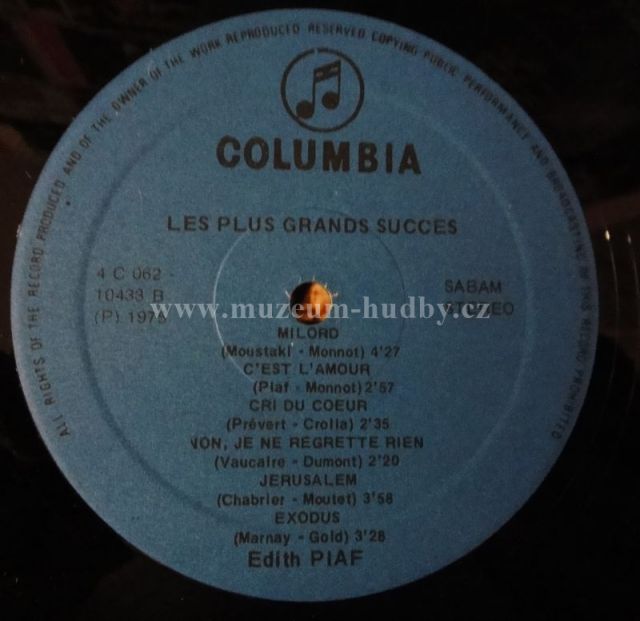 ALL RIGHTS OF THE RECORD PRODUCED AND OF THE OWNER OF THE WORK REPRODUCED RESERVED COPYING PUBLIC PERFORMANCE AND BROADCASTING OF THIS RECORD PROHIBITED
COLUMBIA
LES PLUS GRANDS SUCCES
4 C 062 -
10433 B
(P) 1975
SABAM
STEREO
www.muzeum-hudby.cz
MILORD
(Moustaki - Monnot) 4'27
C'EST L'AMOUR
(Piaf - Monnot) 2'57
CRI DU COEUR
(Prévert - Crolla) 2'35
NON, JE NE REGRETTE RIEN
(Vaucaire - Dumont) 2'20
JERUSALEM
(Chabrier - Moutet) 3'58
EXODUS
(Marnay - Gold) 3'28
Edith PIAF